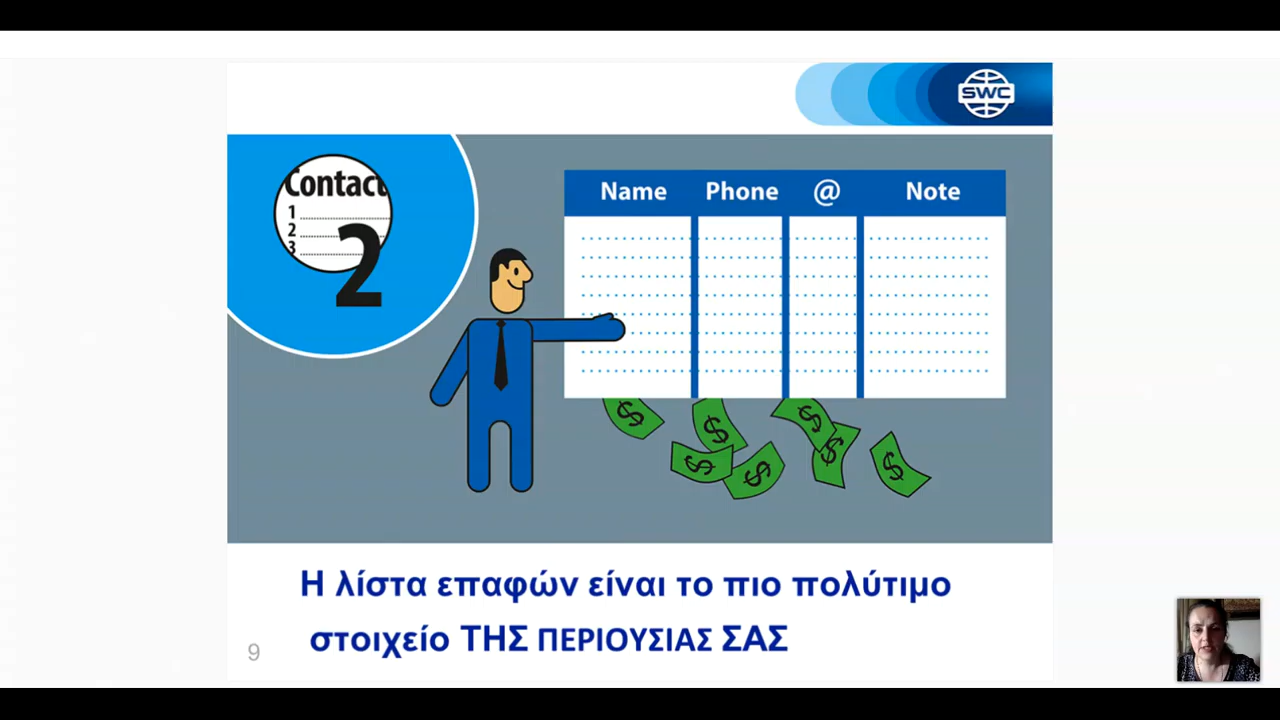 SWC
Contact
1
2
3
2
Name Phone @ Note
Η λίστα επαφών είναι το πιο πολύτιμο
στοιχείο ΤΗΣ ΠΕΡΙΟΥΣΙΑΣ ΣΑΣ
9